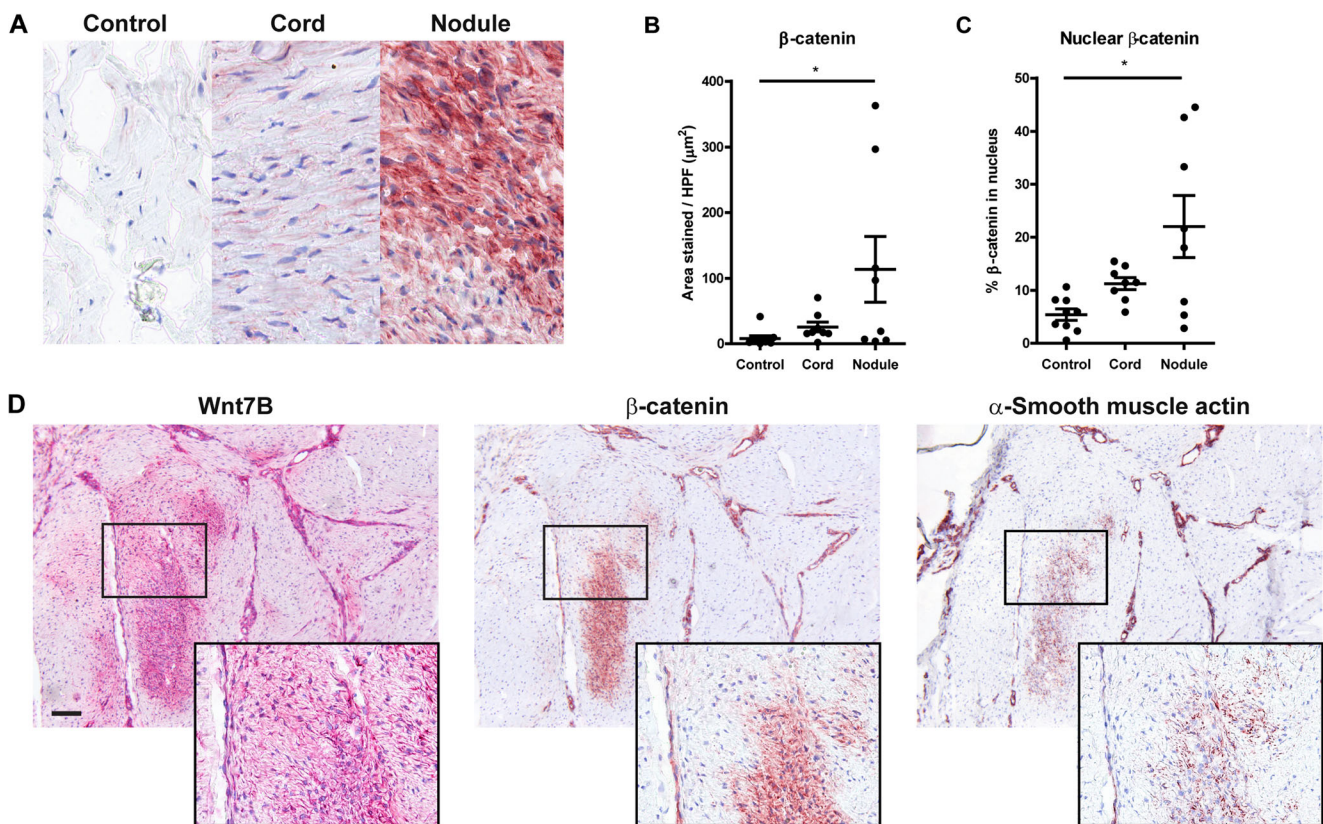 A
Control
Cord
Nodule
B
β-catenin
*
Area stained / HPF (μm²)
400
300
200
100
0
Control
Cord
Nodule
C
Nuclear β-catenin
*
% β-catenin in nucleus
50
40
30
20
10
0
Control
Cord
Nodule
D
Wnt7B
β-catenin
α-Smooth muscle actin